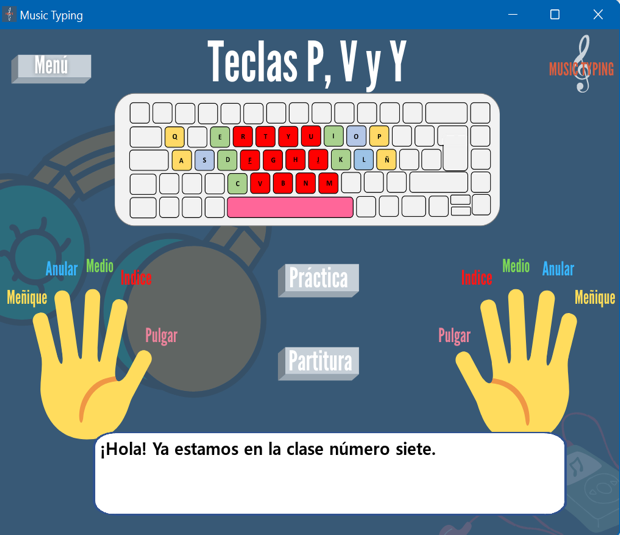 Music Typing
Menú
Teclas P, V y Y
MUSIC TYPING
Q E R T Y U I O P
A S D F G H J K L Ñ
C V B N M
Meñique Anular Medio Indice
Pulgar
Práctica
Partitura
Indice Medio Anular Meñique
Pulgar
¡Hola! Ya estamos en la clase número siete.